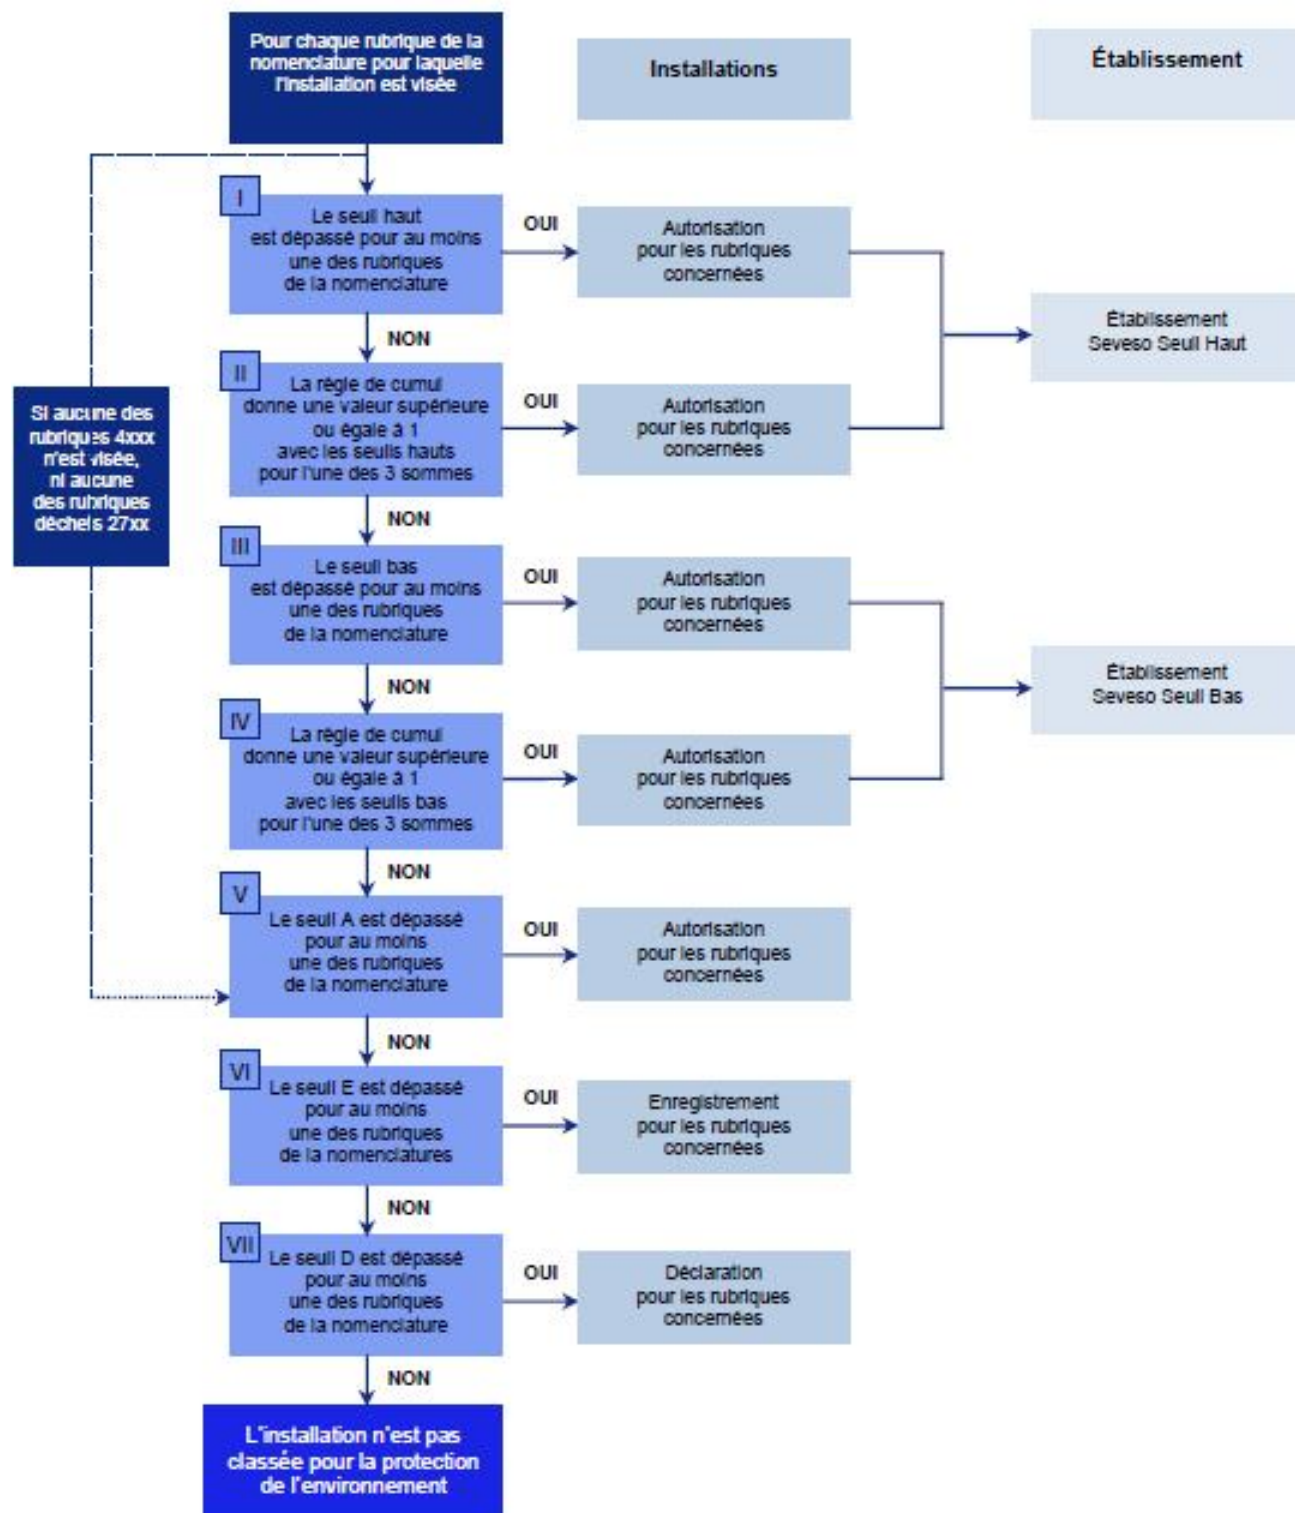 Pour chaque rubrique de la
nomenclature pour laquelle
l'installation est visée
Installations
Établissement
I
Le seuil haut
est dépassé pour au moins
une des rubriques
de la nomenclature
OUI
Autorisation
pour les rubriques
concernées
NON
Établissement
Seveso Seuil Haut
II
La règle de cumul
donne une valeur supérieure
ou égale à 1
avec les seuils hauts
pour l'une des 3 sommes
OUI
Autorisation
pour les rubriques
concernées
Si aucune des
rubriques 4xxx
n'est visée,
ni aucune
des rubriques
déchets 27xx
NON
III
Le seuil bas
est dépassé pour au moins
une des rubriques
de la nomenclature
OUI
Autorisation
pour les rubriques
concernées
NON
Établissement
Seveso Seuil Bas
IV
La règle de cumul
donne une valeur supérieure
ou égale à 1
avec les seuils bas
pour l'une des 3 sommes
OUI
Autorisation
pour les rubriques
concernées
NON
V
Le seuil A est dépassé
pour au moins
une des rubriques
de la nomenclature
OUI
Autorisation
pour les rubriques
concernées
NON
VI
Le seuil E est dépassé
pour au moins
une des rubriques
de la nomenclatures
OUI
Enregistrement
pour les rubriques
concernées
NON
VII
Le seuil D est dépassé
pour au moins
une des rubriques
de la nomenclature
OUI
Déclaration
pour les rubriques
concernées
NON
L'installation n'est pas
classée pour la protection
de l'environnement